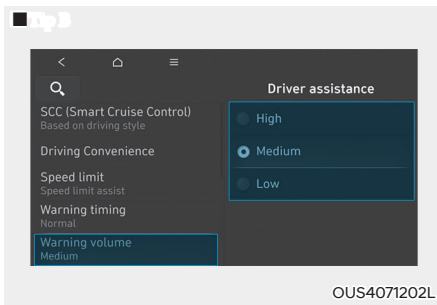 Driver assistance
SCC (Smart Cruise Control)
Based on driving style
Driving Convenience
Speed limit
Speed limit assist
Warning timing
Normal
Warning volume
Medium
High
Medium
Low
OUS4071202L